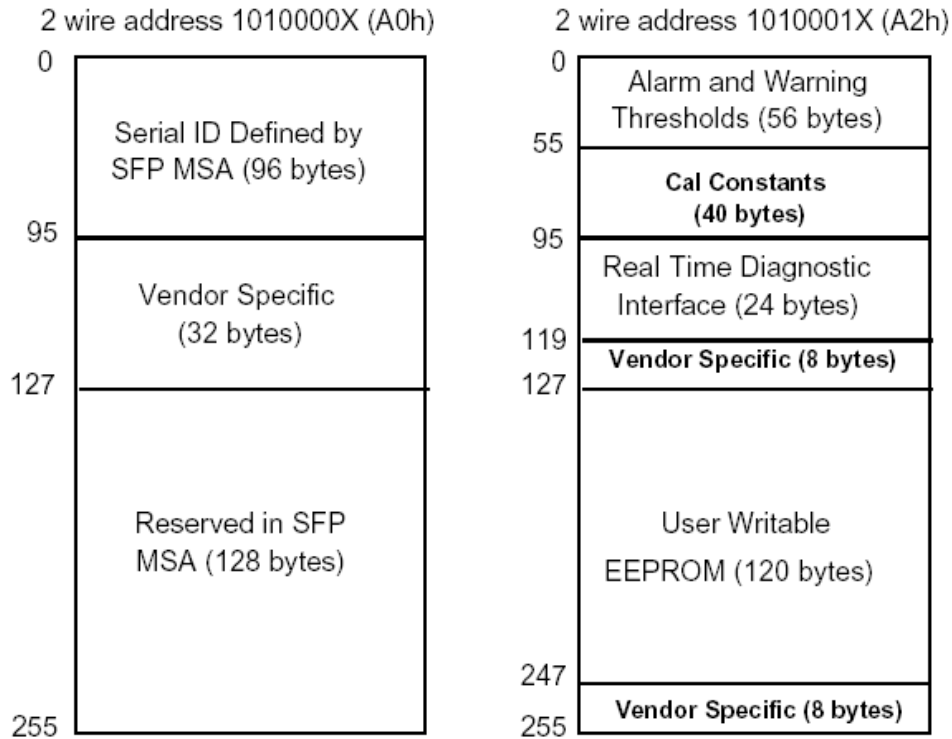 2 wire address 1010000X (A0h)
0
Serial ID Defined by
SFP MSA (96 bytes)
95
Vendor Specific
(32 bytes)
127
Reserved in SFP
MSA (128 bytes)
255
2 wire address 1010001X (A2h)
0
Alarm and Warning
Thresholds (56 bytes)
55
Cal Constants
(40 bytes)
95
Real Time Diagnostic
Interface (24 bytes)
119
Vendor Specific (8 bytes)
127
User Writable
EEPROM (120 bytes)
247
Vendor Specific (8 bytes)
255